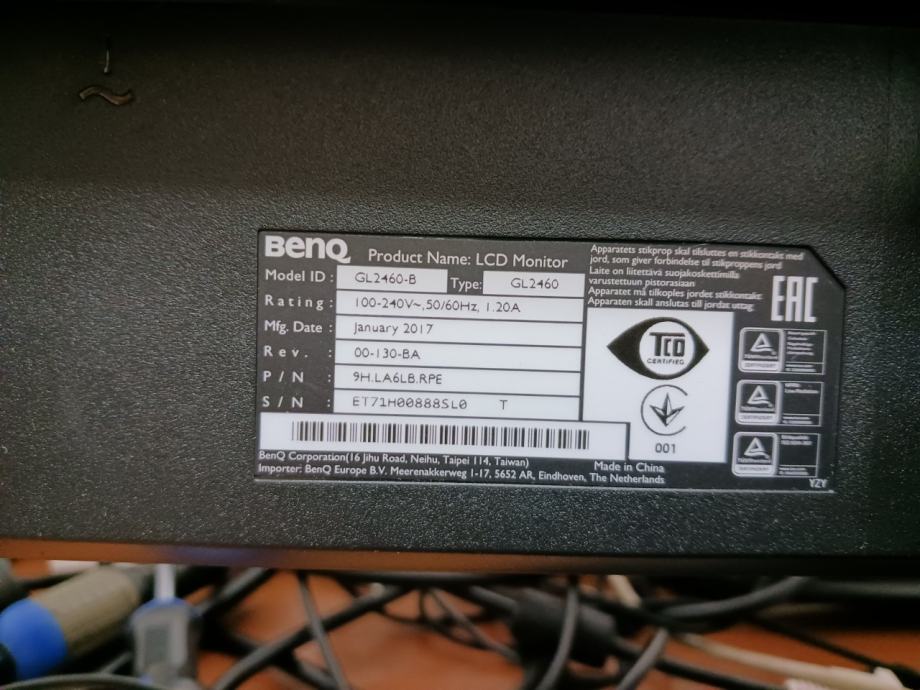 BenQ
Product Name: LCD Monitor
Model ID : GL2460-B Type: GL2460
Rating : 100-240V~,50/60Hz, 1.20A
Mfg. Date : January 2017
Rev. : 00-130-BA
P/N : 9H.LA6LB.RPE
S/N : ET71H00888SL0 T
BenQ Corporation(16 Jihu Road, Neihu, Taipei 114, Taiwan)
Importer: BenQ Europe B.V. Meerenakkerweg 1-17, 5652 AR, Eindhoven, The Netherlands
Made in China
Apparatets stikprop skal tilsluttes en stikkontakt med
jord, som giver forbindelse til stikproppens jord
Laite on liitettävä suojakoskettimilla
varustettuun pistorasiaan
Apparatet må tilkoples jordet stikkontakt
Apparaten skall anslutas till jordat uttag
EAC
TCO
CERTIFIED
001
YZY